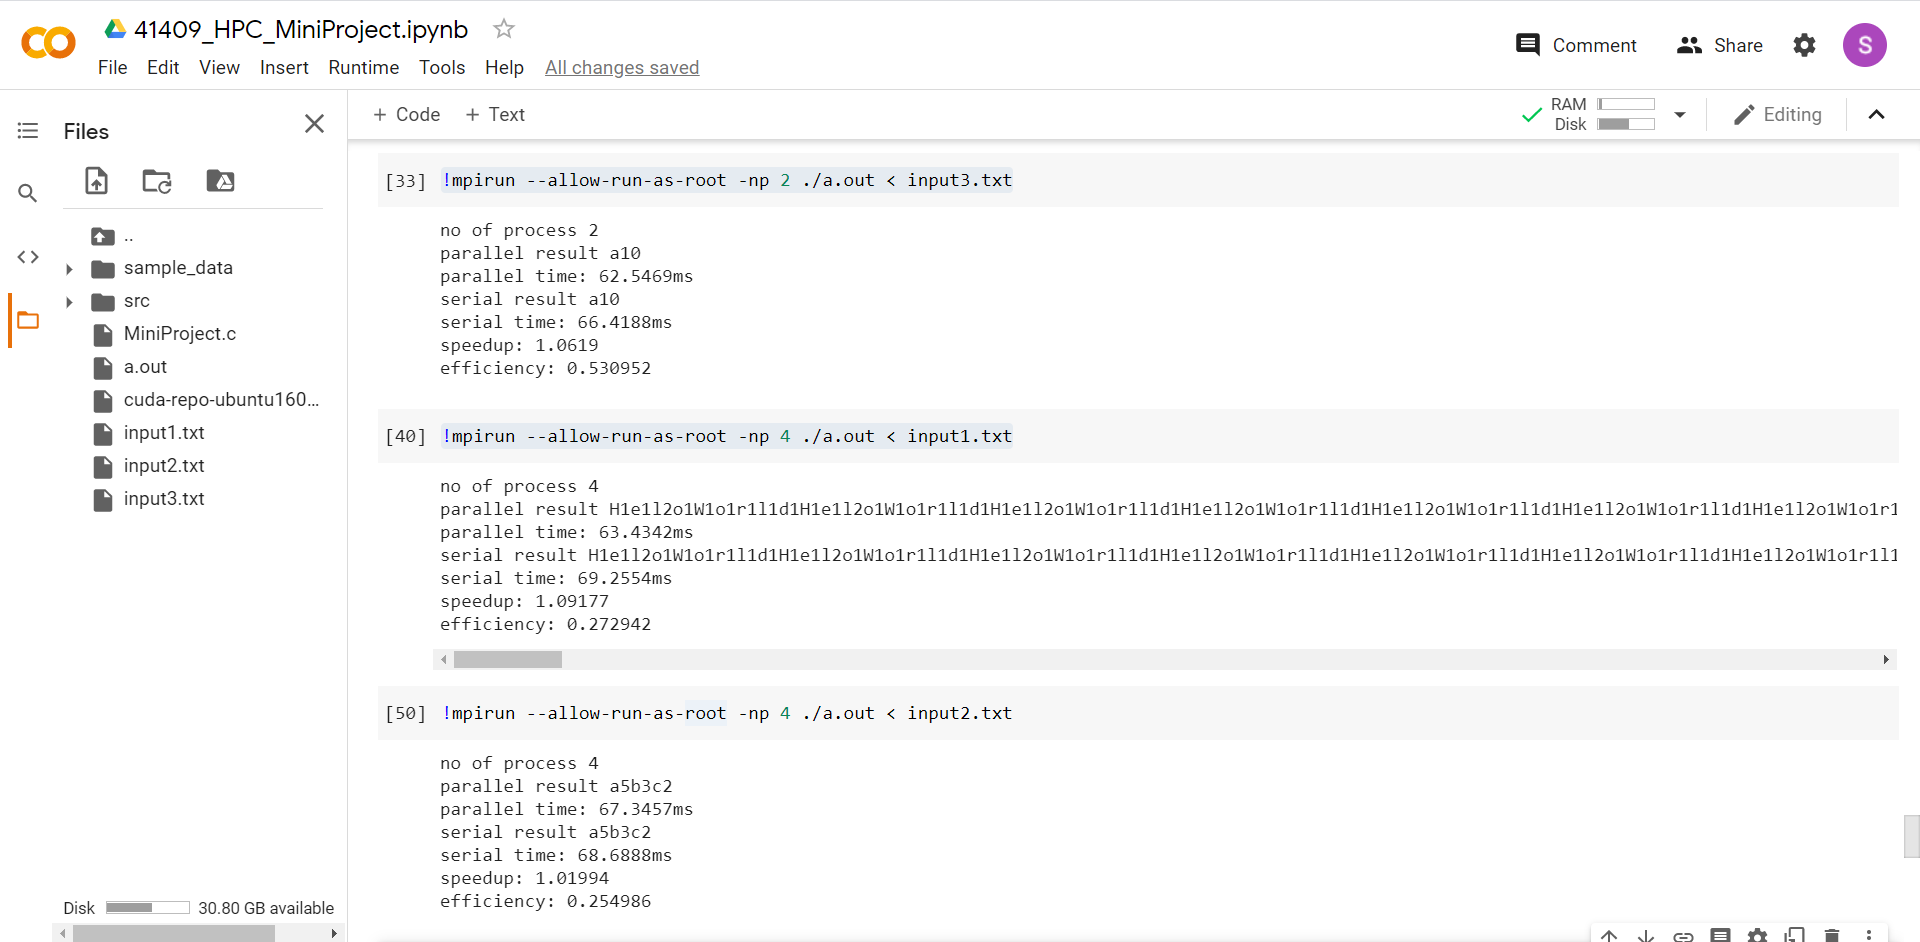 41409_HPC_MiniProject.ipynb
File Edit View Insert Runtime Tools Help All changes saved
Comment Share S
Files
+ Code + Text
RAM
Disk
Editing
..
sample_data
src
MiniProject.c
a.out
cuda-repo-ubuntu160...
input1.txt
input2.txt
input3.txt
Disk 30.80 GB available
[33] !mpirun --allow-run-as-root -np 2 ./a.out < input3.txt
no of process 2
parallel result a10
parallel time: 62.5469ms
serial result a10
serial time: 66.4188ms
speedup: 1.0619
efficiency: 0.530952
[40] !mpirun --allow-run-as-root -np 4 ./a.out < input1.txt
no of process 4
parallel result H1e1l2o1W1o1r1l1d1H1e1l2o1W1o1r1l1d1H1e1l2o1W1o1r1l1d1H1e1l2o1W1o1r1l1d1H1e1l2o1W1o1r1l1d1H1e1l2o1W1o1r1l1d1H1e1l2o1W1o1r1
parallel time: 63.4342ms
serial result H1e1l2o1W1o1r1l1d1H1e1l2o1W1o1r1l1d1H1e1l2o1W1o1r1l1d1H1e1l2o1W1o1r1l1d1H1e1l2o1W1o1r1l1d1H1e1l2o1W1o1r1l1d1H1e1l2o1W1o1r1l1
serial time: 69.2554ms
speedup: 1.09177
efficiency: 0.272942
[50] !mpirun --allow-run-as-root -np 4 ./a.out < input2.txt
no of process 4
parallel result a5b3c2
parallel time: 67.3457ms
serial result a5b3c2
serial time: 68.6888ms
speedup: 1.01994
efficiency: 0.254986